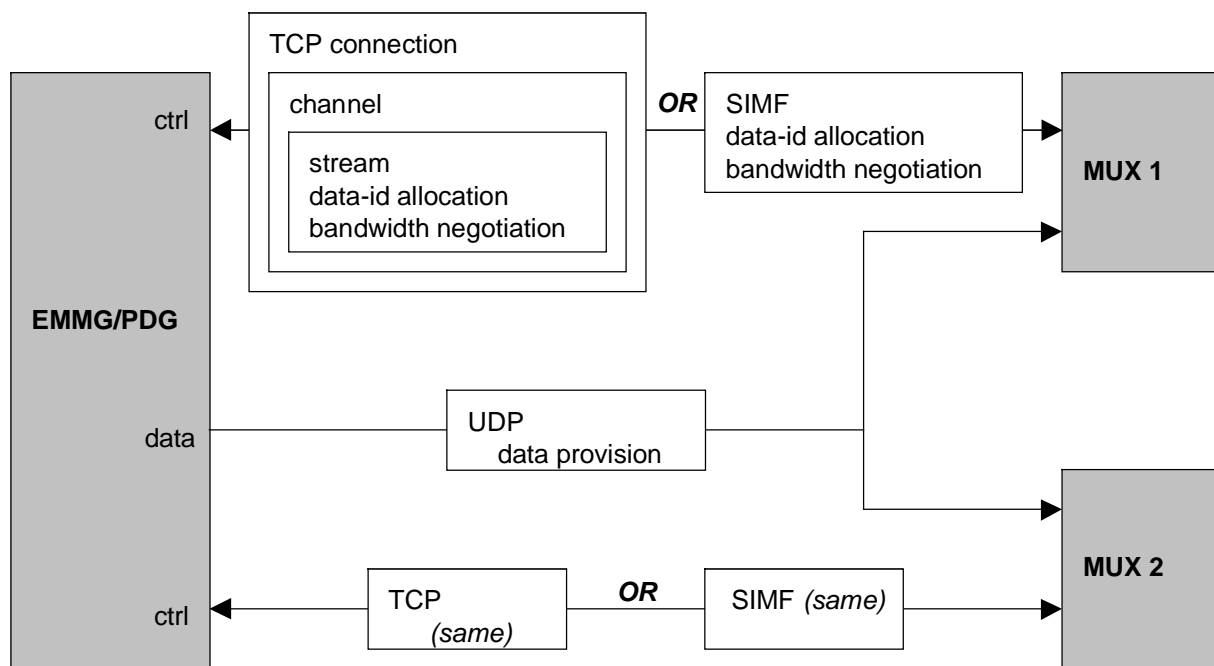 TCP connection
channel
stream
data-id allocation
bandwidth negotiation
OR
SIMF
data-id allocation
bandwidth negotiation
ctrl
MUX 1
EMMG/PDG
data
UDP
data provision
MUX 2
ctrl
TCP
(same)
OR
SIMF (same)